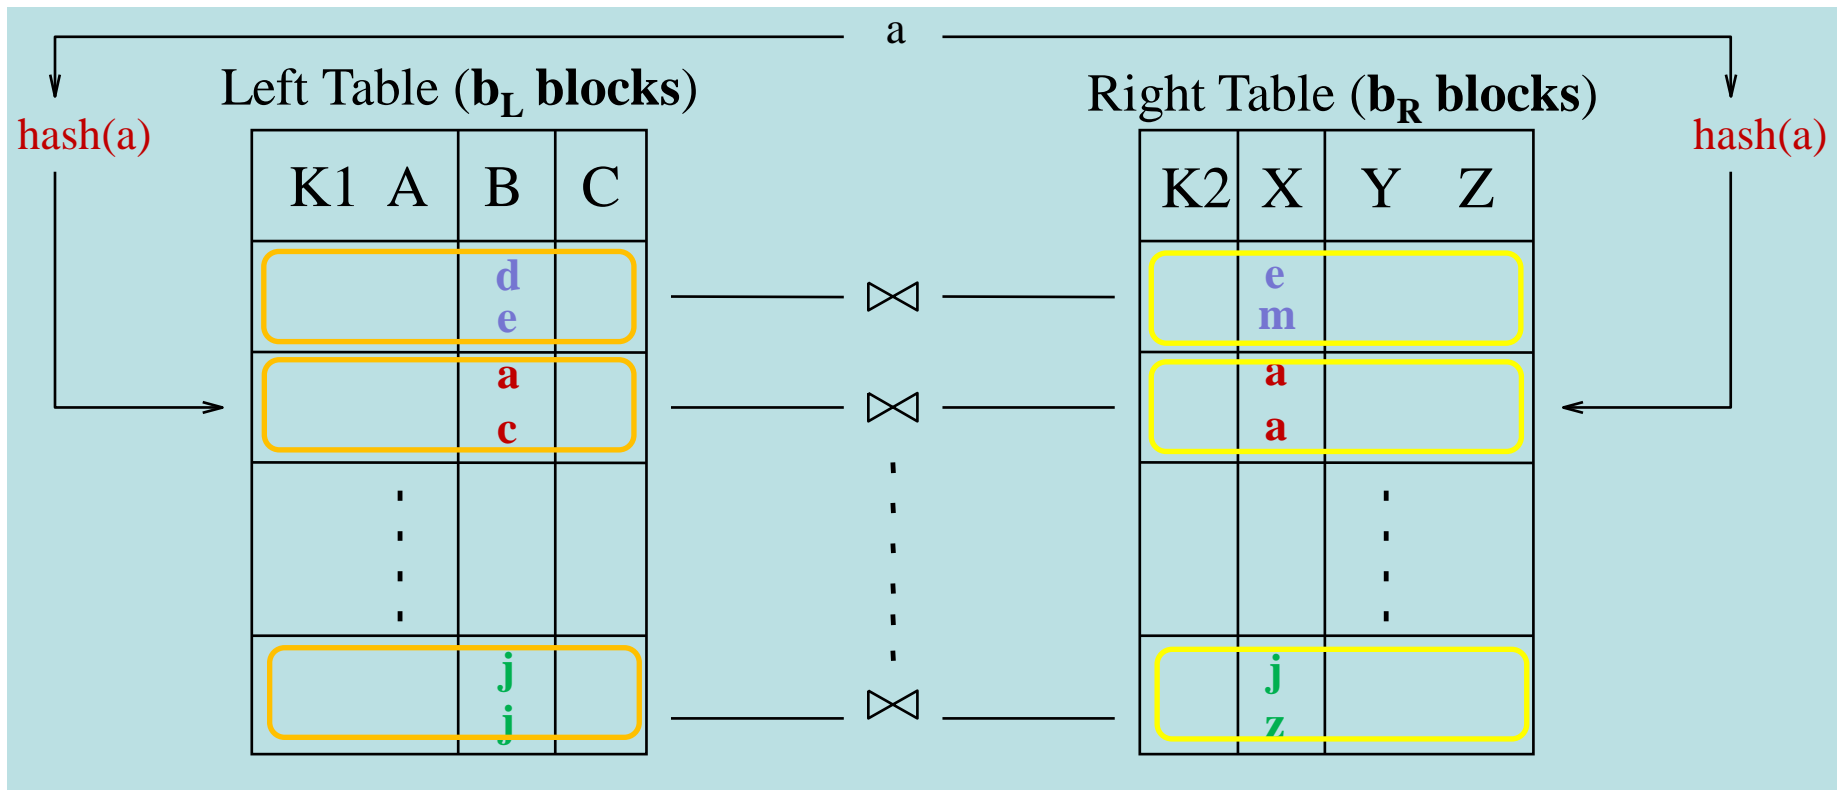 a
Left Table (bL blocks)
Right Table (bR blocks)
hash(a)
hash(a)
K1 A B C
K2 X Y Z
d
e
e
m
a
c
a
a
j
j
j
z